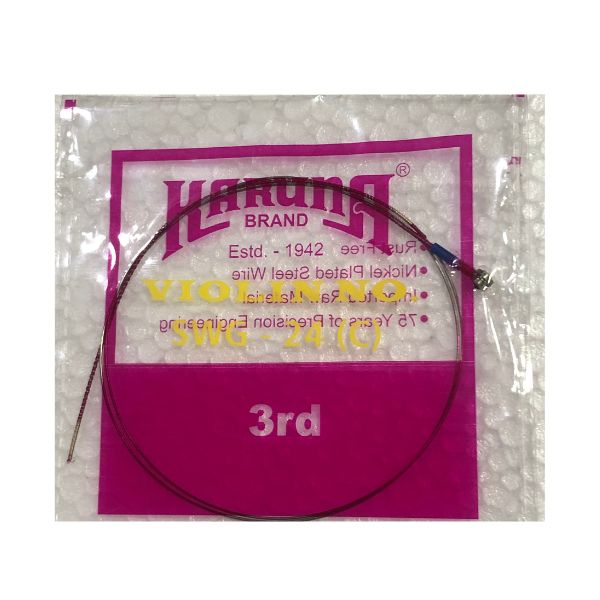 KARUNA ®
BRAND
Estd. - 1942
•Rust Free
•Nickel Plated Steel Wire
•Imported Raw Material
•75 Years of Precision Engineering
VIOLIN NO.
SWG - 24 (C)
3rd